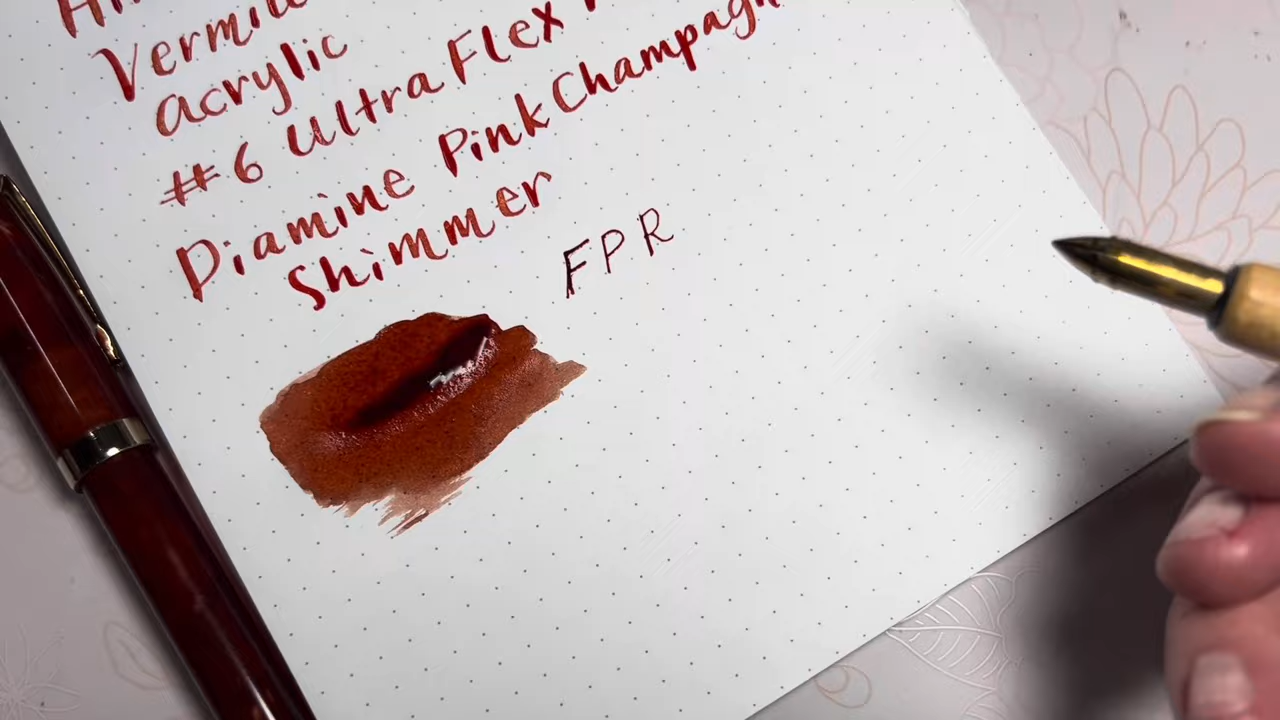 Vermil
acrylic
#6 Ultra Flex
Diamine Pink Champagn
Shimmer
FPR